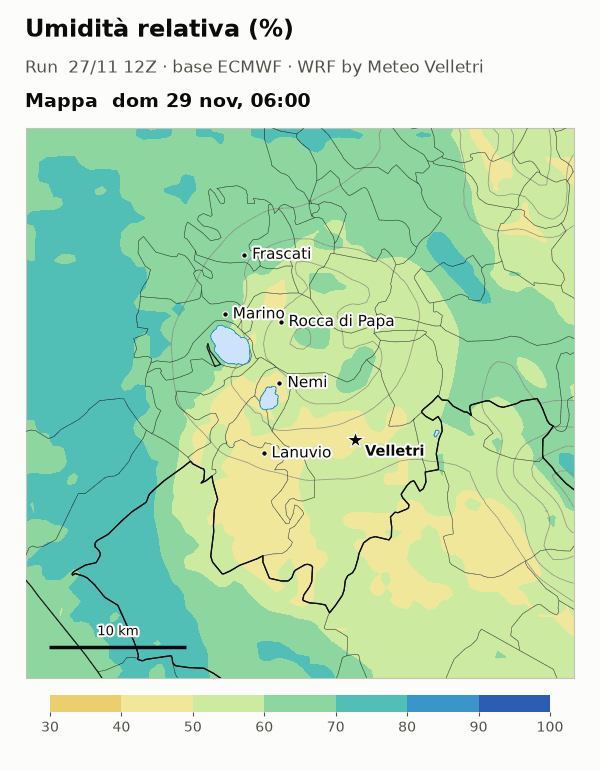 Umidità relativa (%)
Run  27/11 12Z · base ECMWF · WRF by Meteo Velletri
Mappa  dom 29 nov, 06:00
Frascati
Marino
Rocca di Papa
Nemi
Velletri
Lanuvio
10 km
30 40 50 60 70 80 90 100